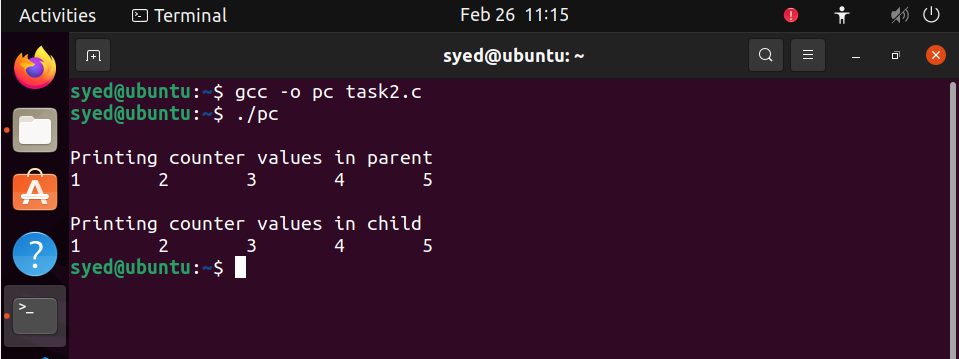 Activities Terminal Feb 26 11:15
syed@ubuntu: ~
syed@ubuntu:~$ gcc -o pc task2.c
syed@ubuntu:~$ ./pc
Printing counter values in parent
1 2 3 4 5
Printing counter values in child
1 2 3 4 5
syed@ubuntu:~$